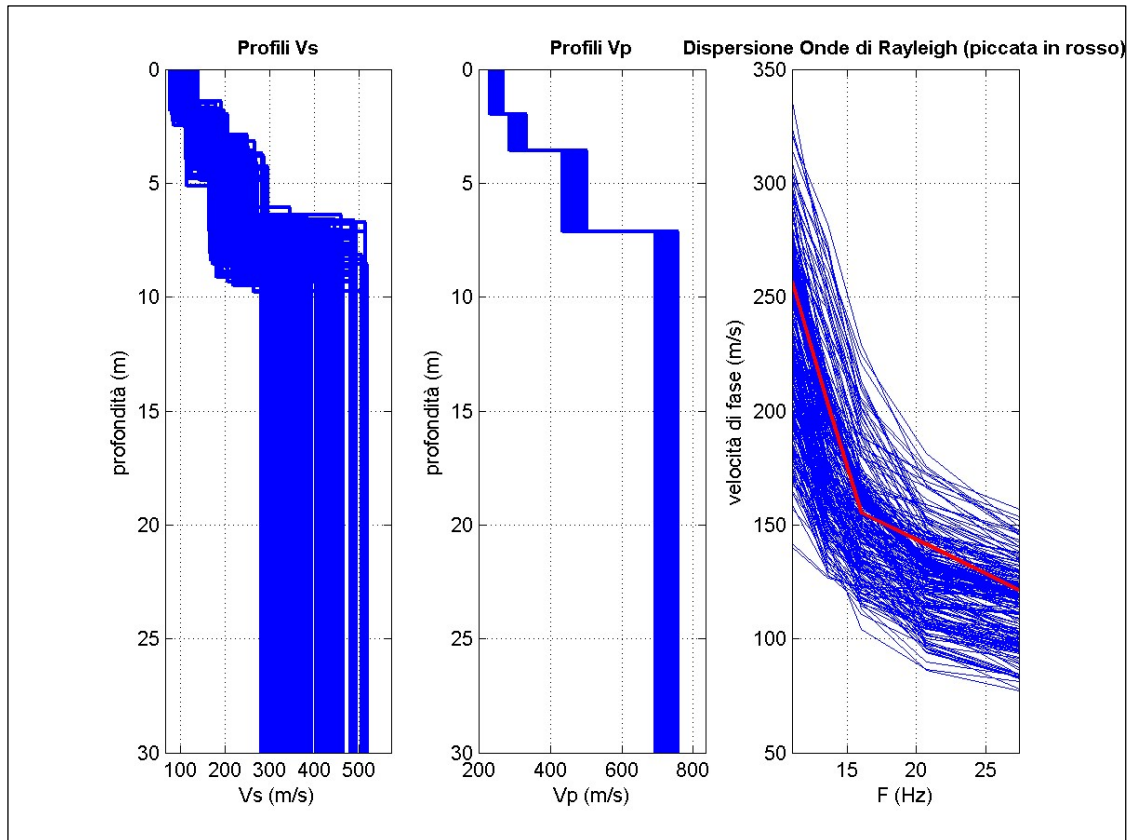 Profili Vs
Profili Vp
Dispersione Onde di Rayleigh (piccata in rosso)
0
5
10
15
20
25
30
profondità (m)
100 200 300 400 500
Vs (m/s)
0
5
10
15
20
25
30
profondità (m)
200 400 600 800
Vp (m/s)
350
300
250
200
150
100
50
velocità di fase (m/s)
15 20 25
F (Hz)